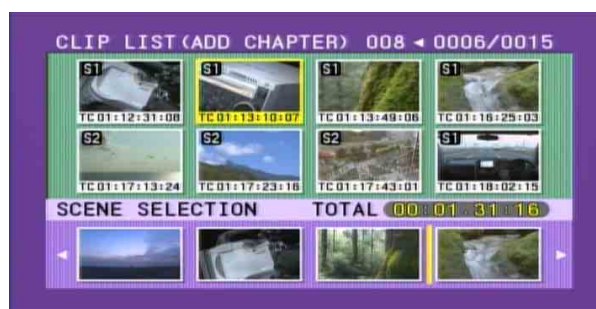 CLIP LIST(ADD CHAPTER) 008 ◄ 0006/0015
S1 S1 S1 S1
TC 01:12:31:08 TC 01:13:10:07 TC 01:13:49:06 TC 01:16:25:03
S2 S2 S2 S1
TC 01:17:13:24 TC 01:17:23:16 TC 01:17:43:01 TC 01:18:02:15
SCENE SELECTION TOTAL 00:01:31:16